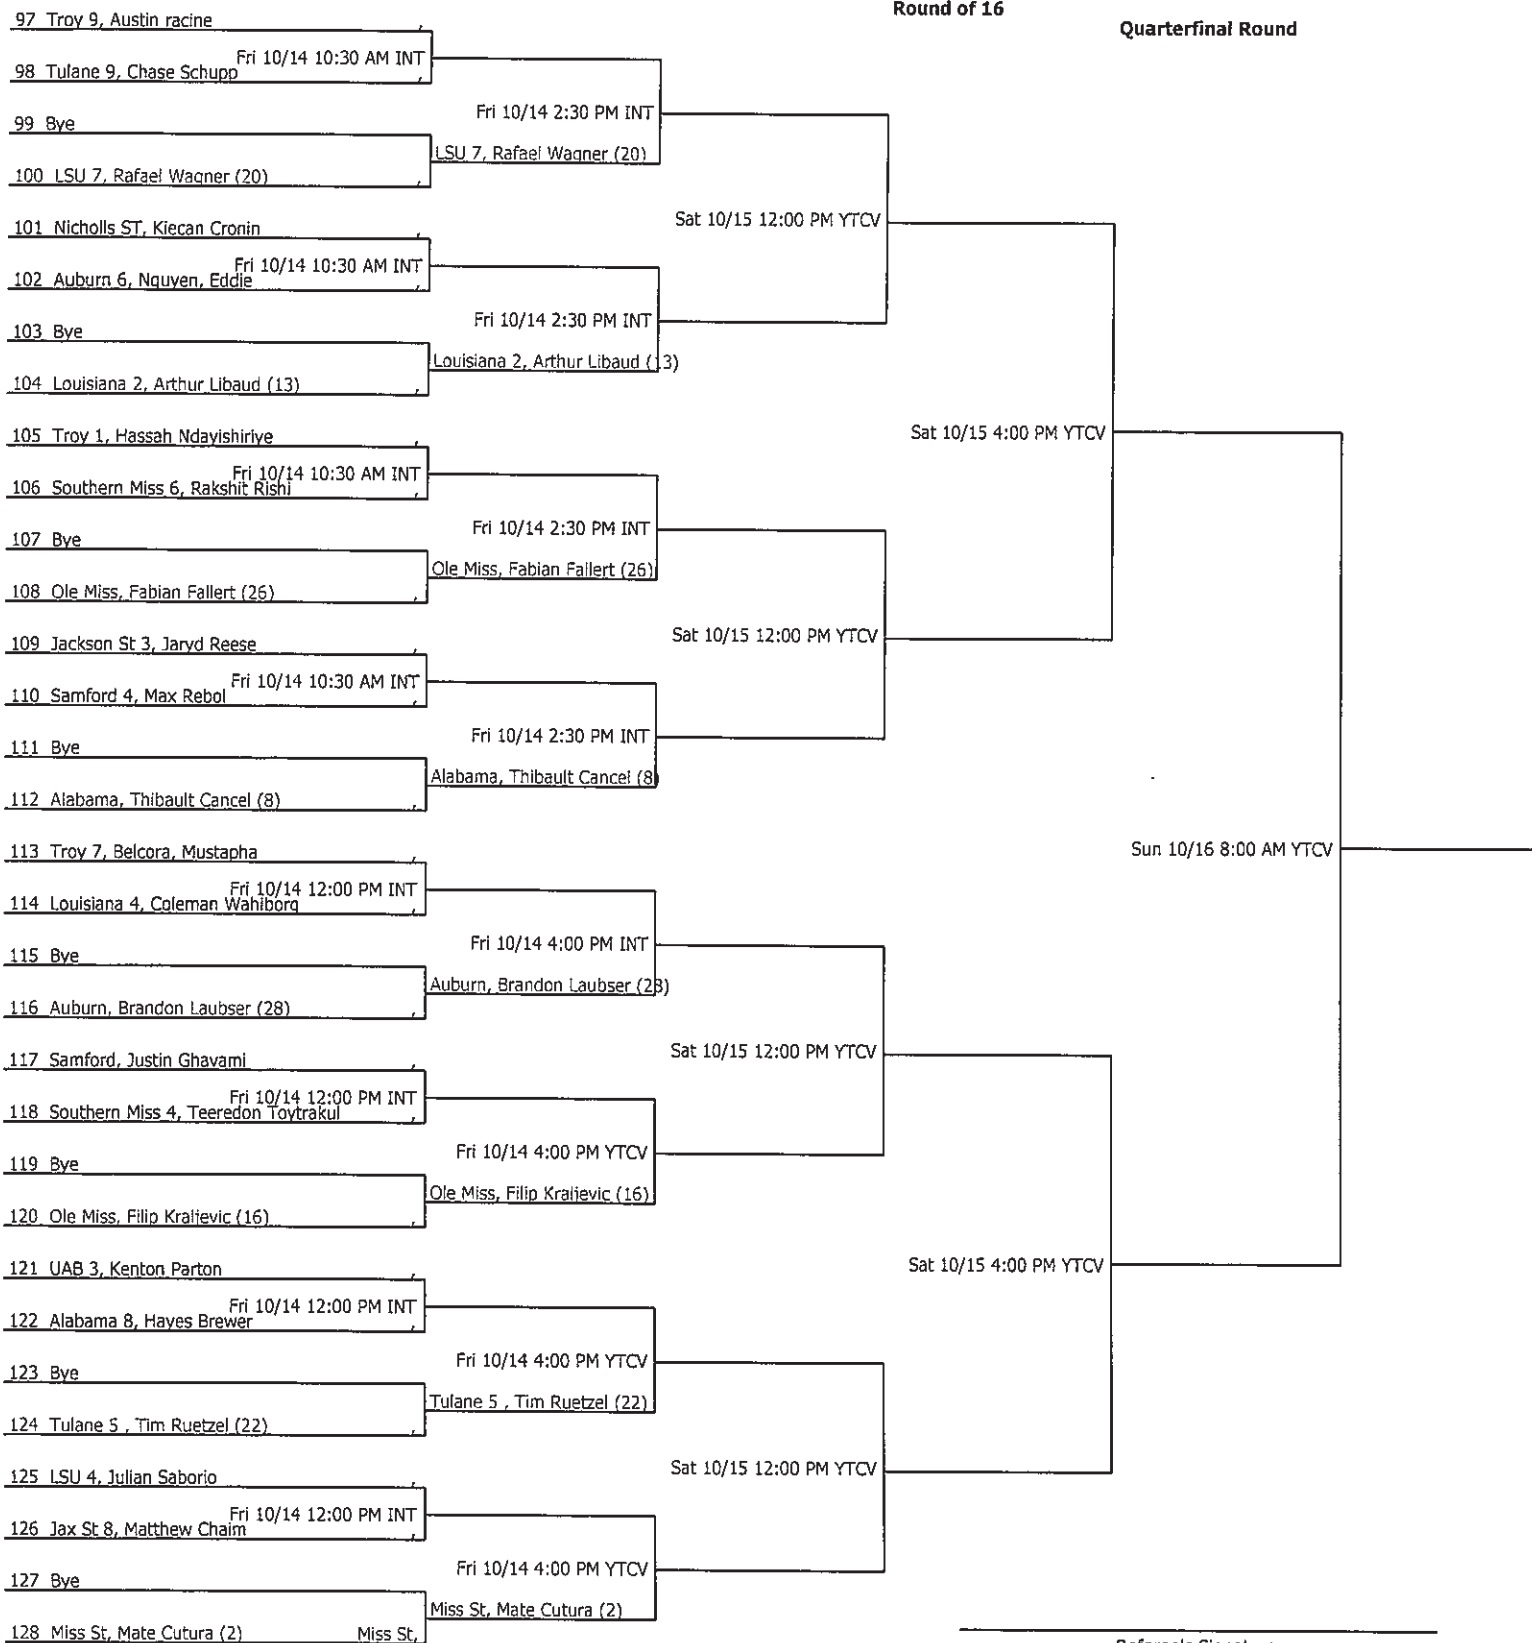 Round of 16
Quarterfinal Round
97 Troy 9, Austin racine
Fri 10/14 10:30 AM INT
98 Tulane 9, Chase Schupp
Fri 10/14 2:30 PM INT
99 Bye
LSU 7, Rafael Wagner (20)
100 LSU 7, Rafael Wagner (20)
Sat 10/15 12:00 PM YTCV
101 Nicholls ST, Kiecan Cronin
Fri 10/14 10:30 AM INT
102 Auburn 6, Nguyen, Eddie
Fri 10/14 2:30 PM INT
103 Bye
Louisiana 2, Arthur Libaud (13)
104 Louisiana 2, Arthur Libaud (13)
Sat 10/15 4:00 PM YTCV
105 Troy 1, Hassah Ndayishiriye
Fri 10/14 10:30 AM INT
106 Southern Miss 6, Rakshit Rishi
Fri 10/14 2:30 PM INT
107 Bye
Ole Miss, Fabian Fallert (26)
108 Ole Miss, Fabian Fallert (26)
Sat 10/15 12:00 PM YTCV
109 Jackson St 3, Jaryd Reese
Fri 10/14 10:30 AM INT
110 Samford 4, Max Rebol
Fri 10/14 2:30 PM INT
111 Bye
Alabama, Thibault Cancel (8)
112 Alabama, Thibault Cancel (8)
Sun 10/16 8:00 AM YTCV
113 Troy 7, Belcora, Mustapha
Fri 10/14 12:00 PM INT
114 Louisiana 4, Coleman Wahlborg
Fri 10/14 4:00 PM INT
115 Bye
Auburn, Brandon Laubser (28)
116 Auburn, Brandon Laubser (28)
Sat 10/15 12:00 PM YTCV
117 Samford, Justin Ghavami
Fri 10/14 12:00 PM INT
118 Southern Miss 4, Teeredon Toytrakul
Fri 10/14 4:00 PM YTCV
119 Bye
Ole Miss, Filip Kraljevic (16)
120 Ole Miss, Filip Kraljevic (16)
Sat 10/15 4:00 PM YTCV
121 UAB 3, Kenton Parton
Fri 10/14 12:00 PM INT
122 Alabama 8, Hayes Brewer
Fri 10/14 4:00 PM YTCV
123 Bye
Tulane 5 , Tim Ruetzel (22)
124 Tulane 5 , Tim Ruetzel (22)
Sat 10/15 12:00 PM YTCV
125 LSU 4, Julian Saborio
Fri 10/14 12:00 PM INT
126 Jax St 8, Matthew Chaim
Fri 10/14 4:00 PM YTCV
127 Bye
Miss St, Mate Cutura (2)
128 Miss St, Mate Cutura (2) Miss St,